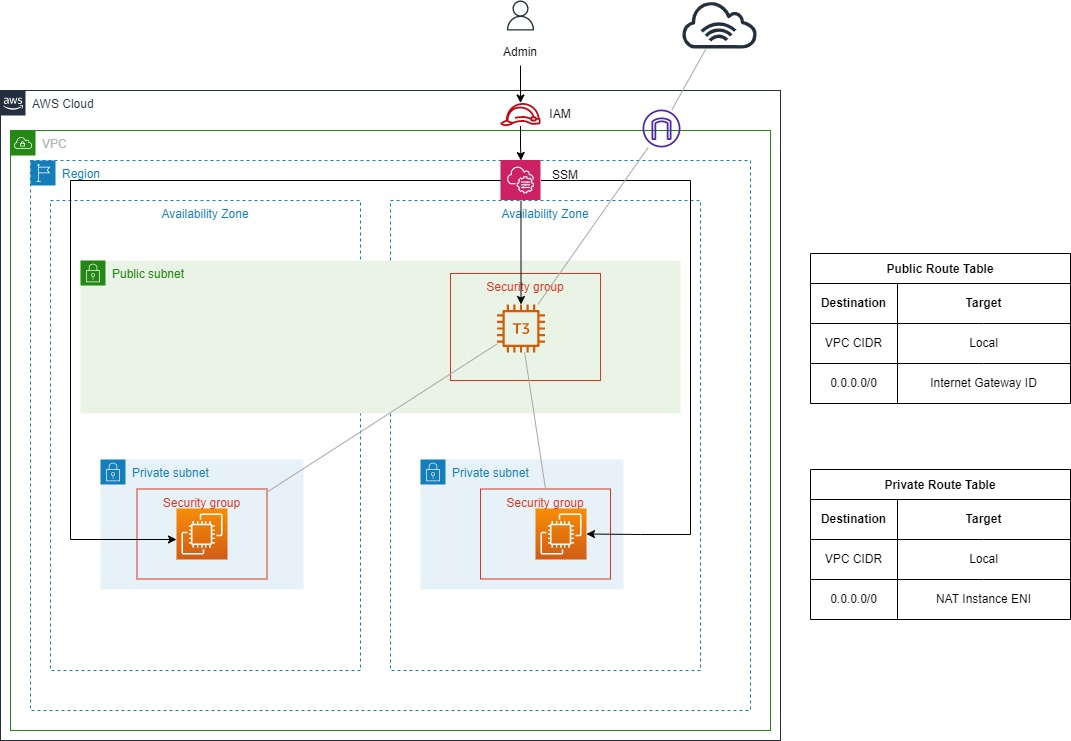 Admin
aws
AWS Cloud
IAM
VPC
Region
SSM
Availability Zone
Availability Zone
Public subnet
Security group
T3
Private subnet
Security group
Private subnet
Security group
Public Route Table
Destination Target
VPC CIDR Local
0.0.0.0/0 Internet Gateway ID
Private Route Table
Destination Target
VPC CIDR Local
0.0.0.0/0 NAT Instance ENI